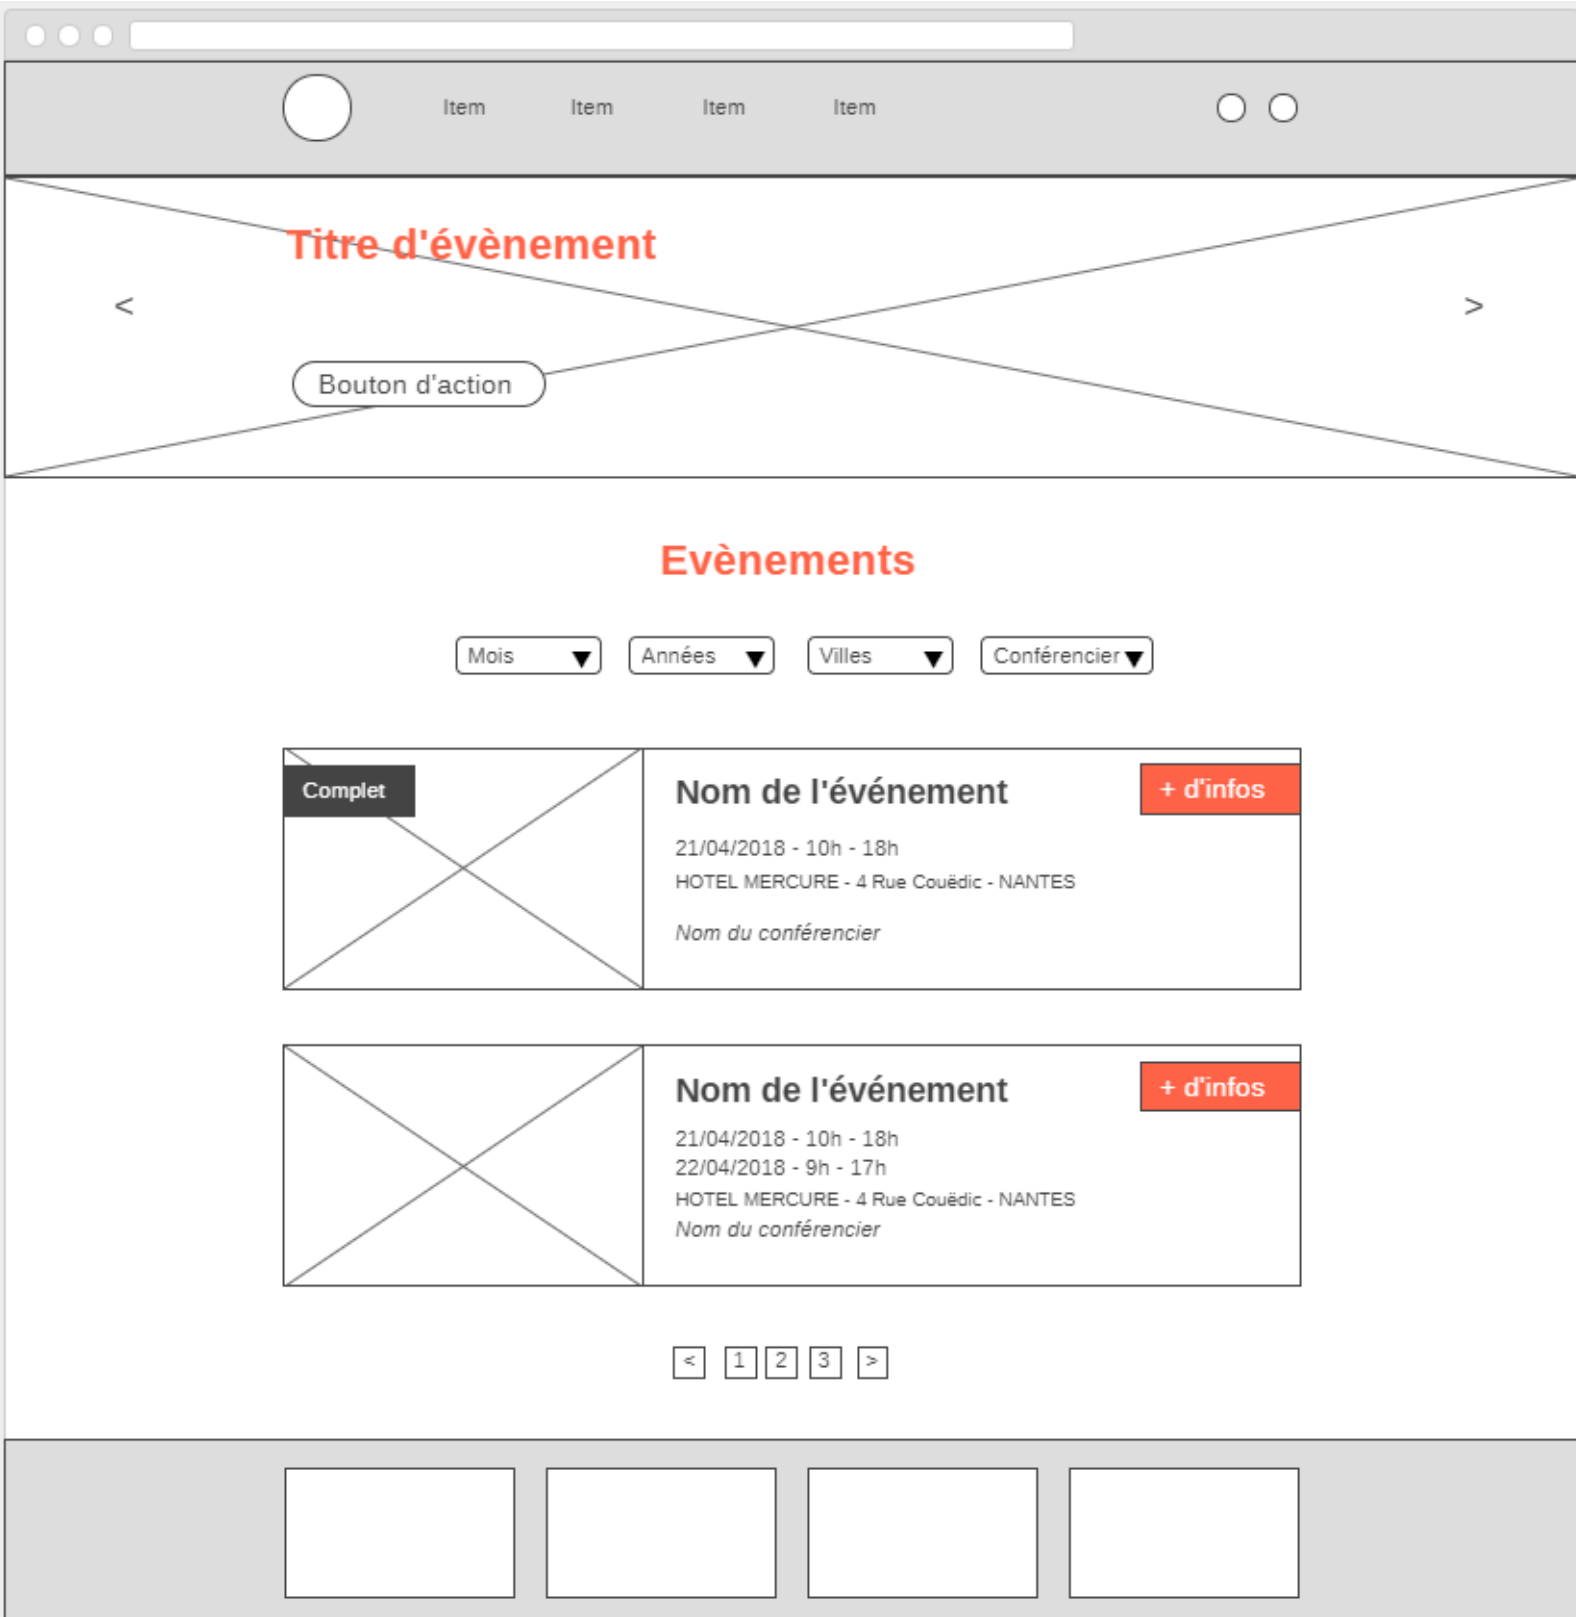 Item Item Item Item
Titre d'évènement
< >
Bouton d'action
Evènements
Mois Années Villes Conférencier
Complet
Nom de l'événement
+ d'infos
21/04/2018 - 10h - 18h
HOTEL MERCURE - 4 Rue Couëdic - NANTES
Nom du conférencier
Nom de l'événement
+ d'infos
21/04/2018 - 10h - 18h
22/04/2018 - 9h - 17h
HOTEL MERCURE - 4 Rue Couëdic - NANTES
Nom du conférencier
< 1 2 3 >